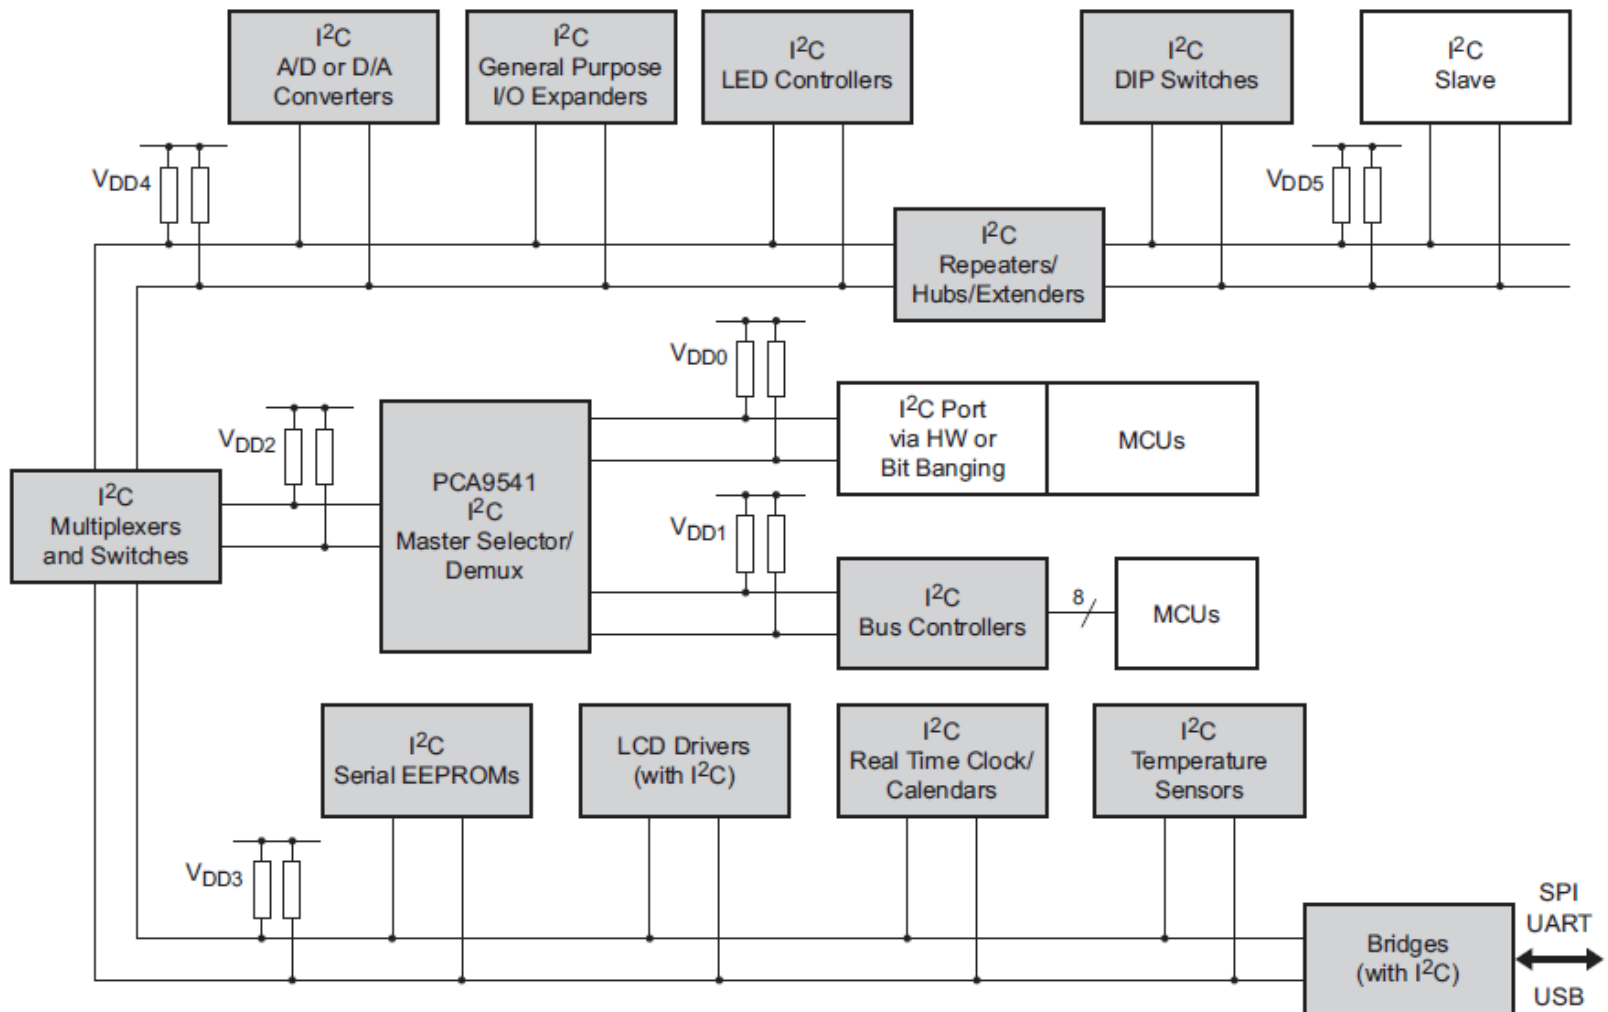 I²C
A/D or D/A
Converters
I²C
General Purpose
I/O Expanders
I²C
LED Controllers
I²C
DIP Switches
I²C
Slave
VDD4
VDD5
I²C
Repeaters/
Hubs/Extenders
VDD0
I²C Port
via HW or
Bit Banging
MCUs
VDD2
I²C
Multiplexers
and Switches
PCA9541
I²C
Master Selector/
Demux
VDD1
I²C
Bus Controllers
8
MCUs
I²C
Serial EEPROMs
LCD Drivers
(with I²C)
I²C
Real Time Clock/
Calendars
I²C
Temperature
Sensors
VDD3
Bridges
(with I²C)
SPI
UART
USB